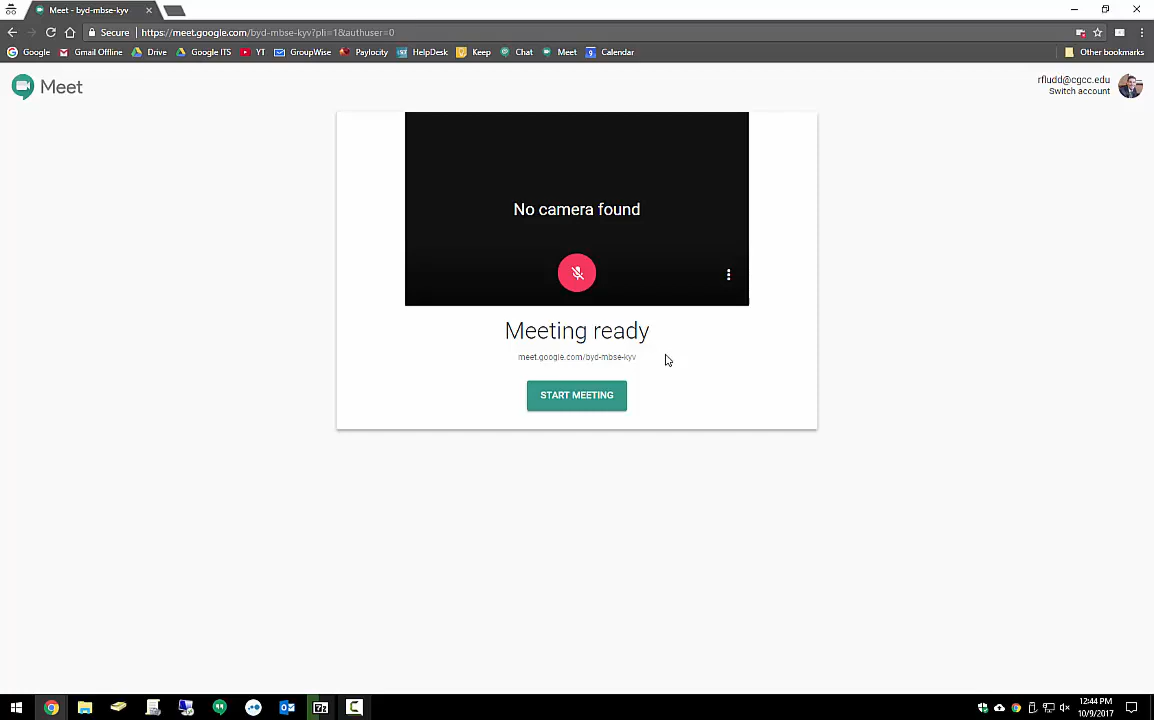 Meet - byd-mbse-kyv
Secure | https://meet.google.com/byd-mbse-kyv?pli=1&authuser=0
Google Gmail Offline Drive Google ITS YT GroupWise Paylocity HelpDesk Keep Chat Meet Calendar Other bookmarks
Meet
rfludd@cgcc.edu
Switch account
No camera found
Meeting ready
meet.google.com/byd-mbse-kyv
START MEETING
12:44 PM
10/9/2017